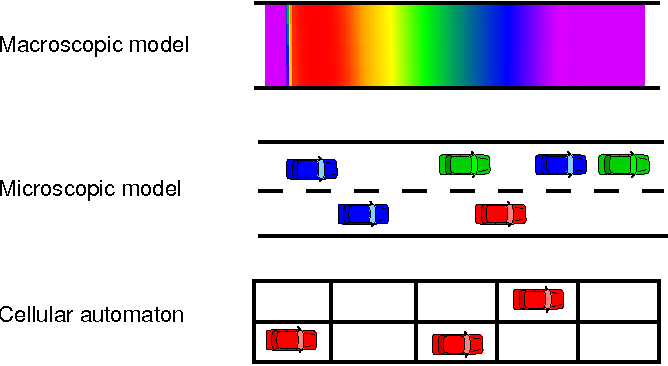 Macroscopic model
Microscopic model
Cellular automaton